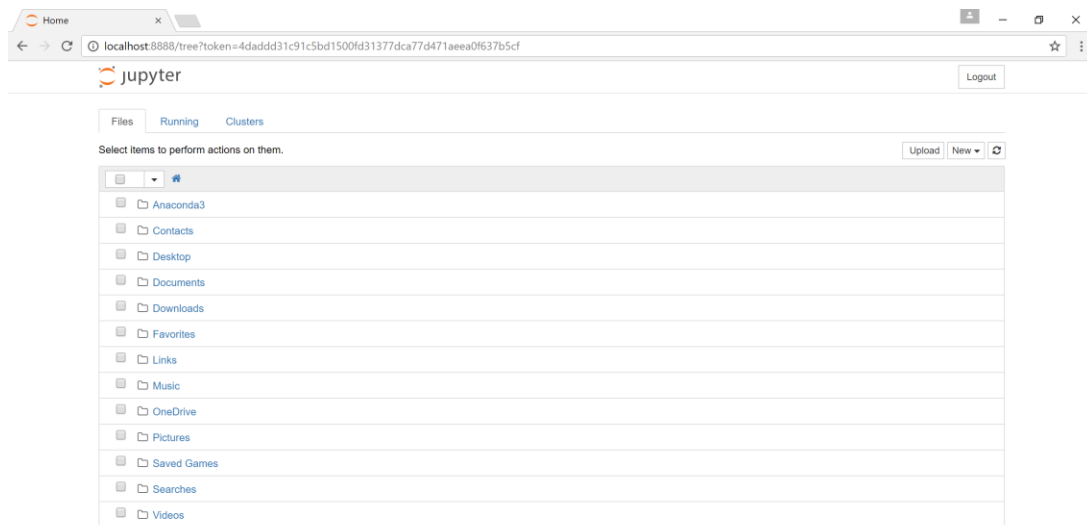 Home
localhost:8888/tree?token=4daddd31c91c5bd1500fd31377dca77d471aeea0f637b5cf
jupyter Logout
Files Running Clusters
Select items to perform actions on them. Upload New
Anaconda3
Contacts
Desktop
Documents
Downloads
Favorites
Links
Music
OneDrive
Pictures
Saved Games
Searches
Videos